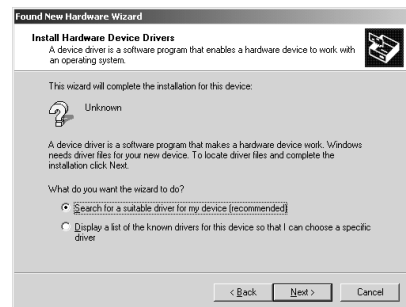 Found New Hardware Wizard
Install Hardware Device Drivers
A device driver is a software program that enables a hardware device to work with
an operating system.
This wizard will complete the installation for this device:
Unknown
A device driver is a software program that makes a hardware device work. Windows
needs driver files for your new device. To locate driver files and complete the
installation click Next.
What do you want the wizard to do?
Search for a suitable driver for my device (recommended)
Display a list of the known drivers for this device so that I can choose a specific
driver
< Back Next > Cancel